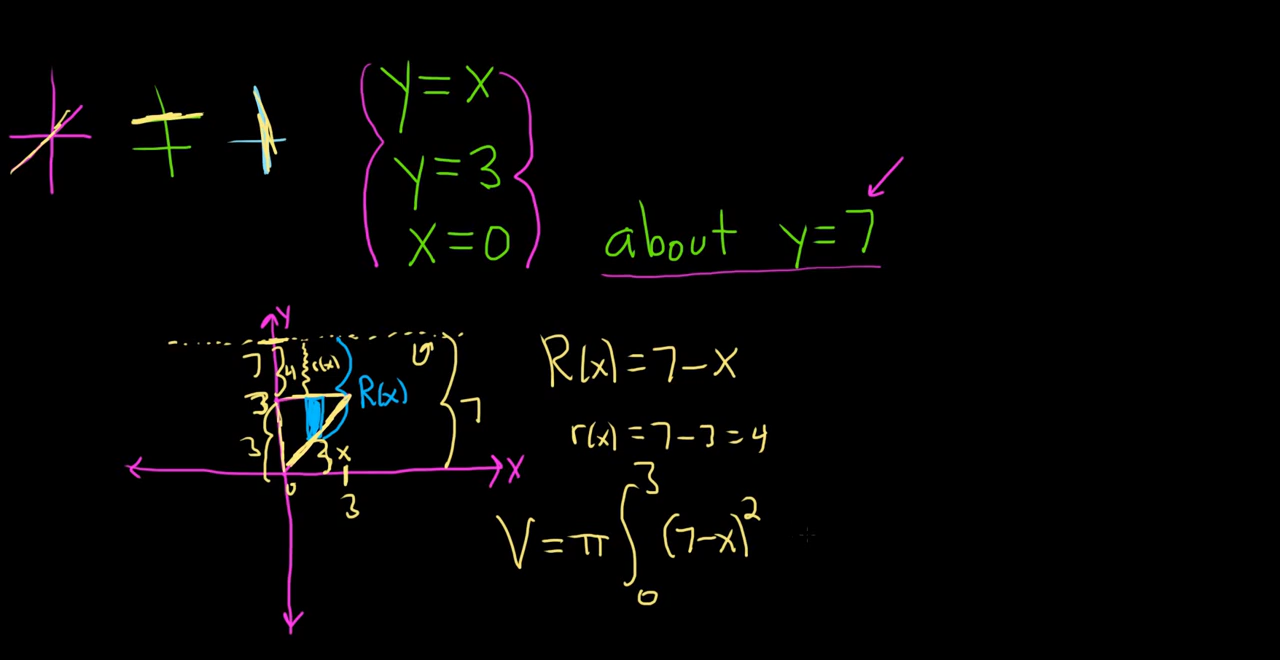 y = x
y = 3
x = 0
about y = 7
y
7
4
r(x)
3
R(x)
7
3
x
x
0
3
R(x) = 7 - x
r(x) = 7 - 3 = 4
V = π ∫₀³ (7 - x)²